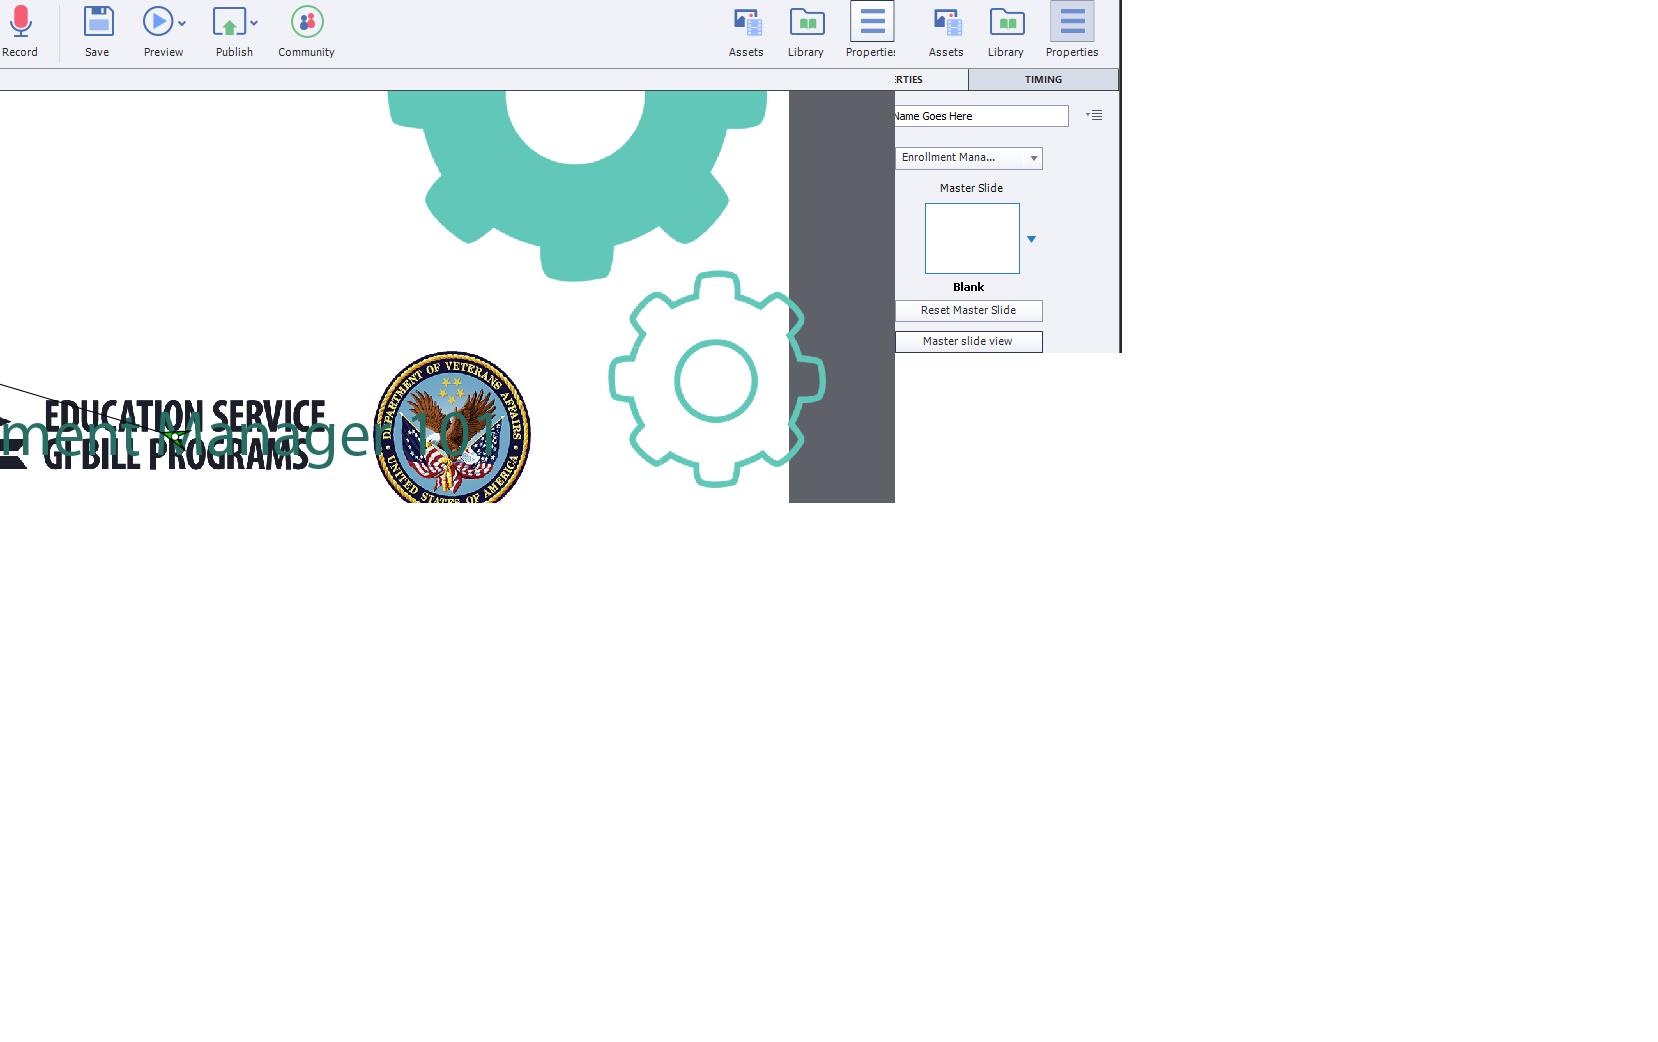 Record
Save
Preview
Publish
Community
Assets
Library
Properties
Assets
Library
Properties
ERTIES
TIMING
Name Goes Here
Enrollment Mana...
Master Slide
Blank
Reset Master Slide
Master slide view
EDUCATION SERVICE
GI BILL PROGRAMS
ment Manager 101
DEPARTMENT OF VETERANS AFFAIRS
UNITED STATES OF AMERICA